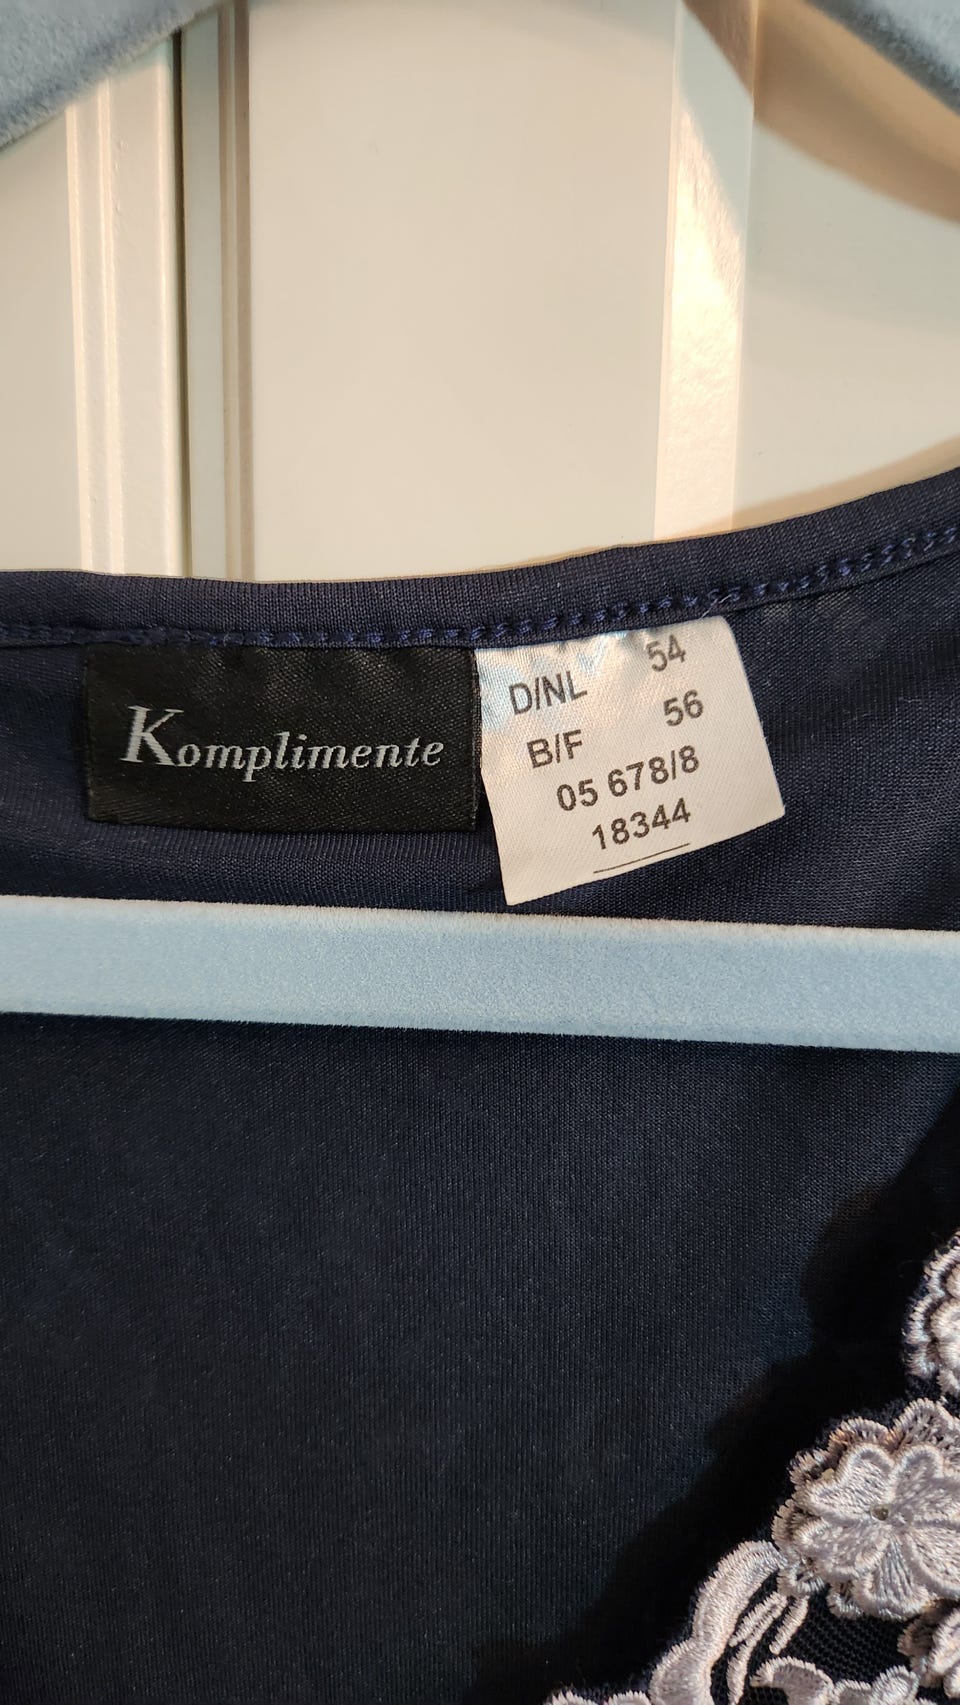 Komplimente
D/NL 54
B/F 56
05 678/8
18344